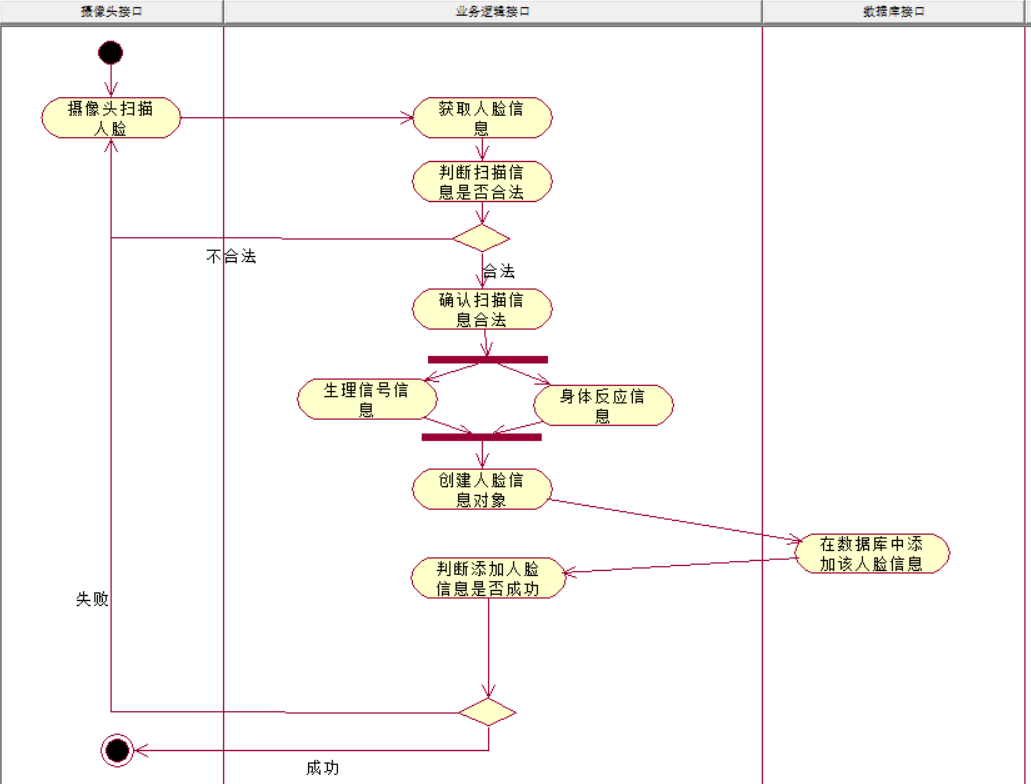 摄像头接口
业务逻辑接口
数据库接口
摄像头扫描
人脸
获取人脸信
息
判断扫描信
息是否合法
不合法
合法
确认扫描信
息合法
生理信号信
息
身体反应信
息
创建人脸信
息对象
在数据库中添
加该人脸信息
判断添加人脸
信息是否成功
失败
成功